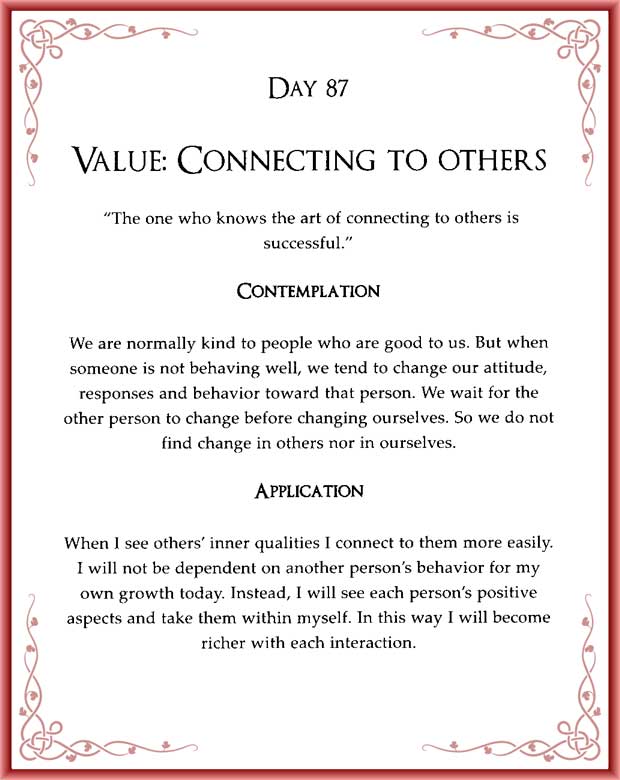 DAY 87
VALUE: CONNECTING TO OTHERS
“The one who knows the art of connecting to others is
successful.”
CONTEMPLATION
We are normally kind to people who are good to us. But when
someone is not behaving well, we tend to change our attitude,
responses and behavior toward that person. We wait for the
other person to change before changing ourselves. So we do not
find change in others nor in ourselves.
APPLICATION
When I see others’ inner qualities I connect to them more easily.
I will not be dependent on another person’s behavior for my
own growth today. Instead, I will see each person’s positive
aspects and take them within myself. In this way I will become
richer with each interaction.